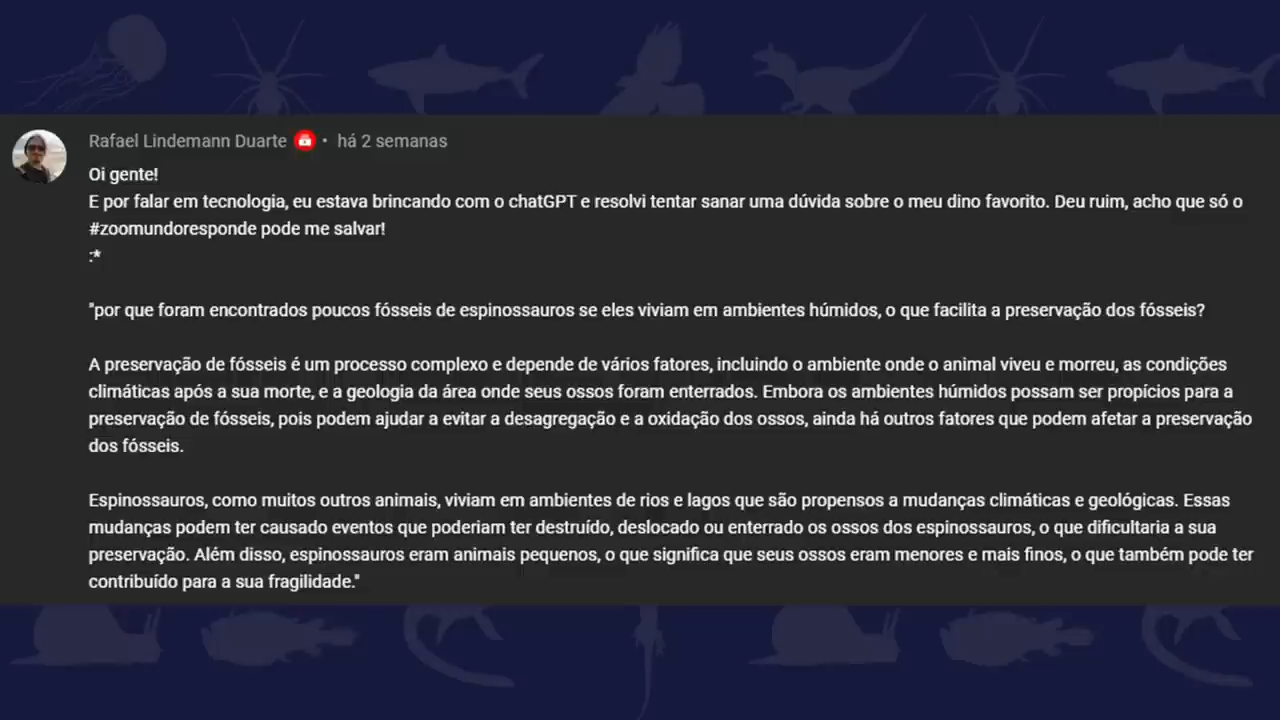 Rafael Lindemann Duarte • há 2 semanas
Oi gente!
E por falar em tecnologia, eu estava brincando com o chatGPT e resolvi tentar sanar uma dúvida sobre o meu dino favorito. Deu ruim, acho que só o
#zoomundoresponde pode me salvar!
:*
"por que foram encontrados poucos fósseis de espinossauros se eles viviam em ambientes húmidos, o que facilita a preservação dos fósseis?
A preservação de fósseis é um processo complexo e depende de vários fatores, incluindo o ambiente onde o animal viveu e morreu, as condições
climáticas após a sua morte, e a geologia da área onde seus ossos foram enterrados. Embora os ambientes húmidos possam ser propícios para a
preservação de fósseis, pois podem ajudar a evitar a desagregação e a oxidação dos ossos, ainda há outros fatores que podem afetar a preservação
dos fósseis.
Espinossauros, como muitos outros animais, viviam em ambientes de rios e lagos que são propensos a mudanças climáticas e geológicas. Essas
mudanças podem ter causado eventos que poderiam ter destruído, deslocado ou enterrado os ossos dos espinossauros, o que dificultaria a sua
preservação. Além disso, espinossauros eram animais pequenos, o que significa que seus ossos eram menores e mais finos, o que também pode ter
contribuído para a sua fragilidade."